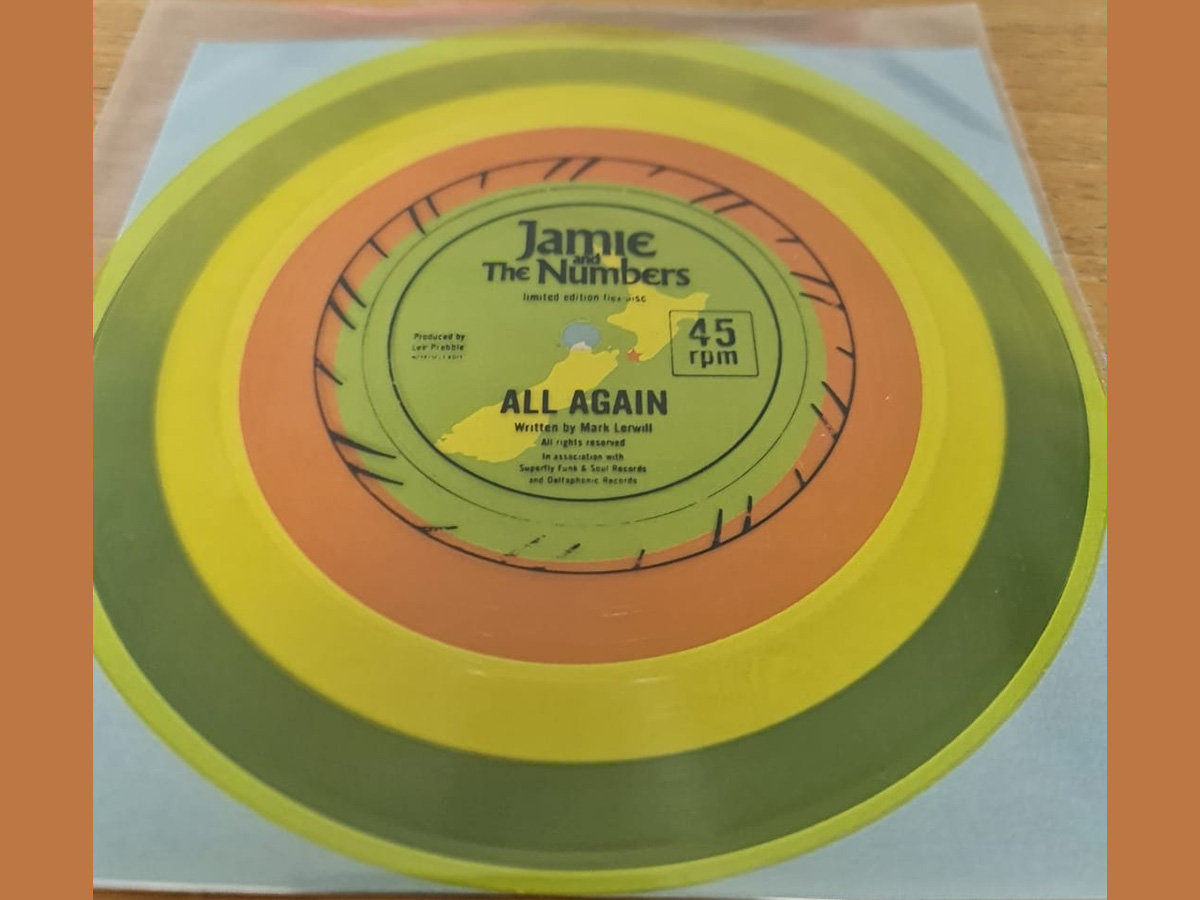 Jamie
and
The Numbers
limited edition flexi disc
Produced by
Lee Prebble
45
rpm
ALL AGAIN
Written by Mark Lerwill
All rights reserved
In association with
Superfly Funk & Soul Records
and Deltaphonic Records